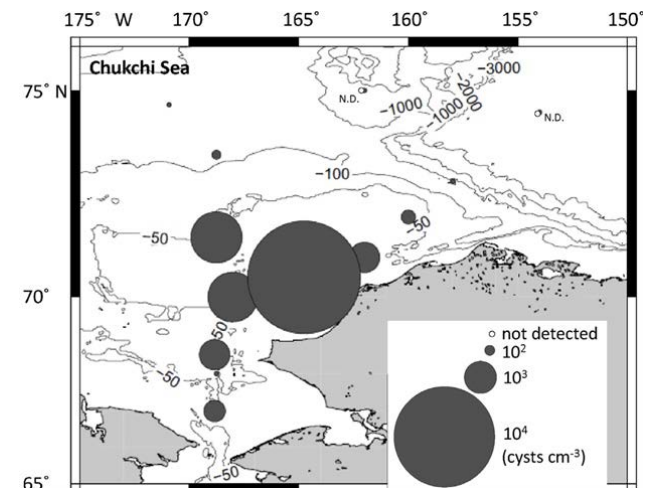 175° W 170° 165° 160° 155° 150°
Chukchi Sea
−3000
−2000
75° N
N.D.
−1000
−1000
N.D.
−100
−50
−50
70°
−50
not detected
10²
10³
−50
10⁴
(cysts cm⁻³)
−50
65°